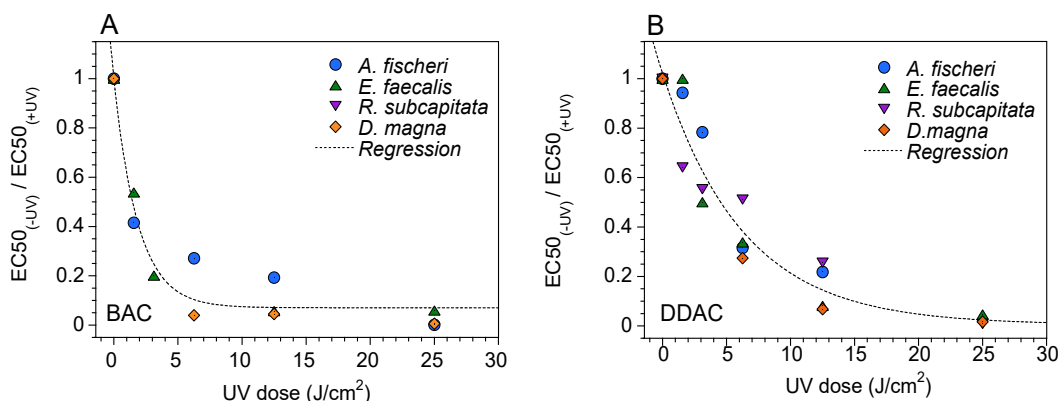 A
EC50(-UV) / EC50(+UV)
1
0.8
0.6
0.4
0.2
0
A. fischeri
E. faecalis
R. subcapitata
D. magna
Regression
BAC
0 5 10 15 20 25 30
UV dose (J/cm²)
B
EC50(-UV) / EC50(+UV)
1
0.8
0.6
0.4
0.2
0
A. fischeri
E. faecalis
R. subcapitata
D.magna
Regression
DDAC
0 5 10 15 20 25 30
UV dose (J/cm²)